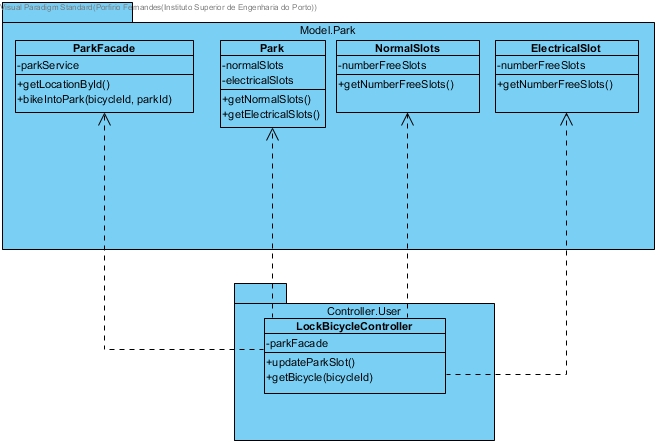 Visual Paradigm Standard(Porfirio Fernandes(Instituto Superior de Engenharia do Porto))
Model.Park
ParkFacade
-parkService
+getLocationById()
+bikeIntoPark(bicycleId, parkId)
Park
-normalSlots
-electricalSlots
+getNormalSlots()
+getElectricalSlots()
NormalSlots
-numberFreeSlots
+getNumberFreeSlots()
ElectricalSlot
-numberFreeSlots
+getNumberFreeSlots()
Controller.User
LockBicycleController
-parkFacade
+updateParkSlot()
+getBicycle(bicycleId)